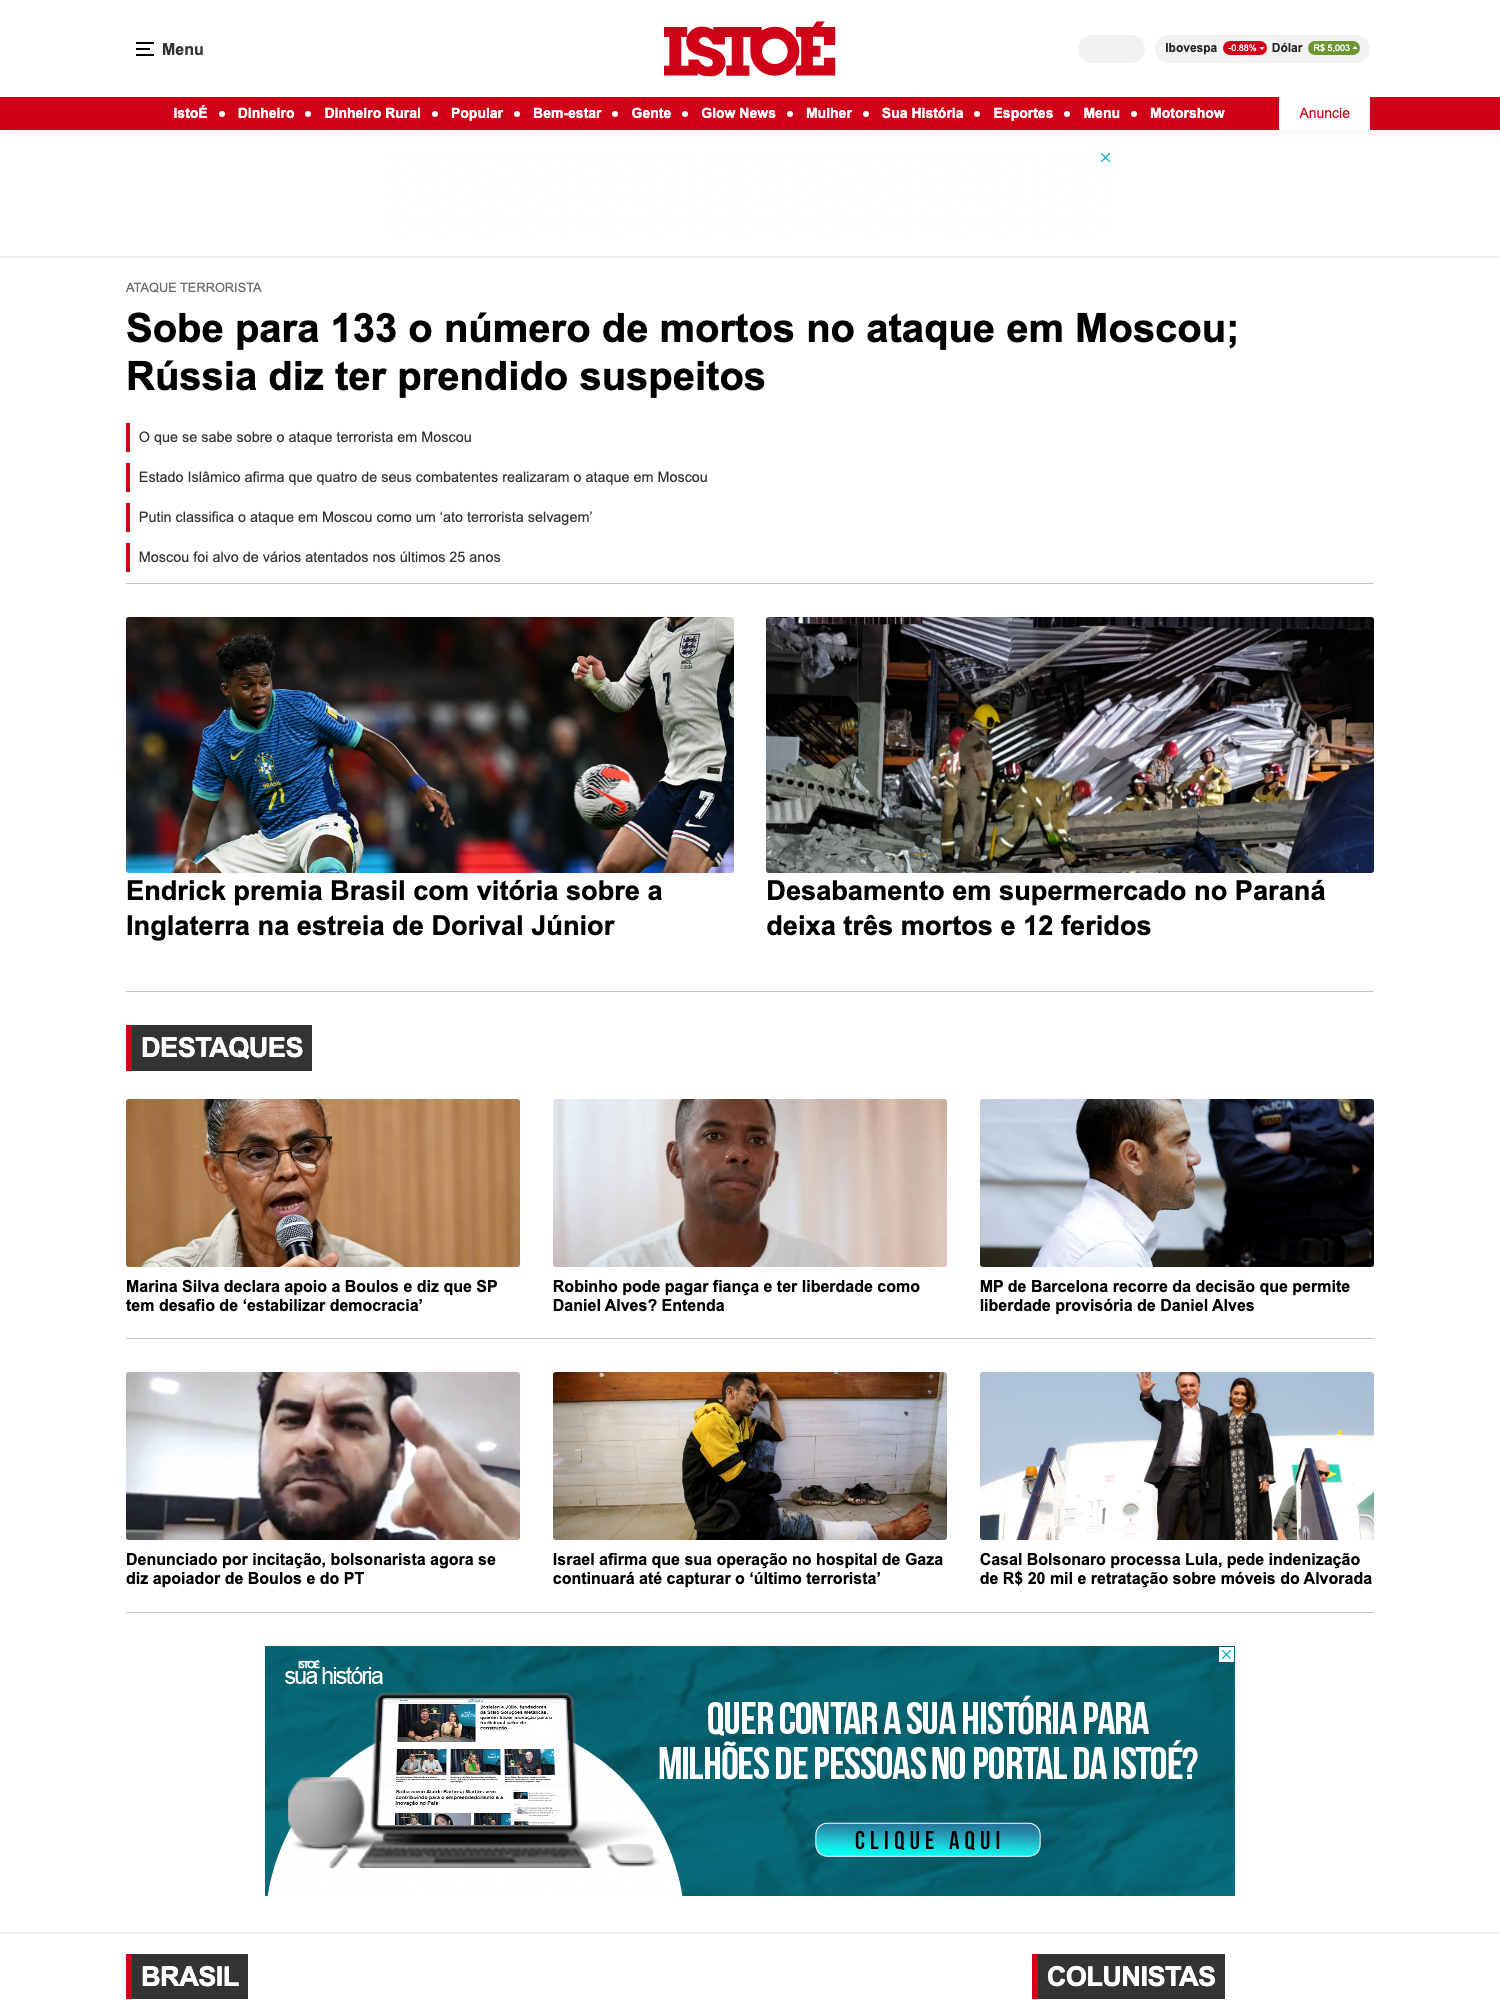 Menu
ISTOÉ
Ibovespa -0.88% Dólar R$ 5,003
IstoÉ • Dinheiro • Dinheiro Rural • Popular • Bem-estar • Gente • Glow News • Mulher • Sua História • Esportes • Menu • Motorshow
Anuncie
ATAQUE TERRORISTA
Sobe para 133 o número de mortos no ataque em Moscou;
Rússia diz ter prendido suspeitos
O que se sabe sobre o ataque terrorista em Moscou
Estado Islâmico afirma que quatro de seus combatentes realizaram o ataque em Moscou
Putin classifica o ataque em Moscou como um ‘ato terrorista selvagem’
Moscou foi alvo de vários atentados nos últimos 25 anos
BRASIL
21
7
7
Endrick premia Brasil com vitória sobre a
Inglaterra na estreia de Dorival Júnior
Desabamento em supermercado no Paraná
deixa três mortos e 12 feridos
DESTAQUES
POLICIA
Marina Silva declara apoio a Boulos e diz que SP
tem desafio de ‘estabilizar democracia’
Robinho pode pagar fiança e ter liberdade como
Daniel Alves? Entenda
MP de Barcelona recorre da decisão que permite
liberdade provisória de Daniel Alves
Denunciado por incitação, bolsonarista agora se
diz apoiador de Boulos e do PT
Israel afirma que sua operação no hospital de Gaza
continuará até capturar o ‘último terrorista’
Casal Bolsonaro processa Lula, pede indenização
de R$ 20 mil e retratação sobre móveis do Alvorada
ISTOÉ
sua história
QUER CONTAR A SUA HISTÓRIA PARA
MILHÕES DE PESSOAS NO PORTAL DA ISTOÉ?
CLIQUE AQUI
BRASIL
COLUNISTAS